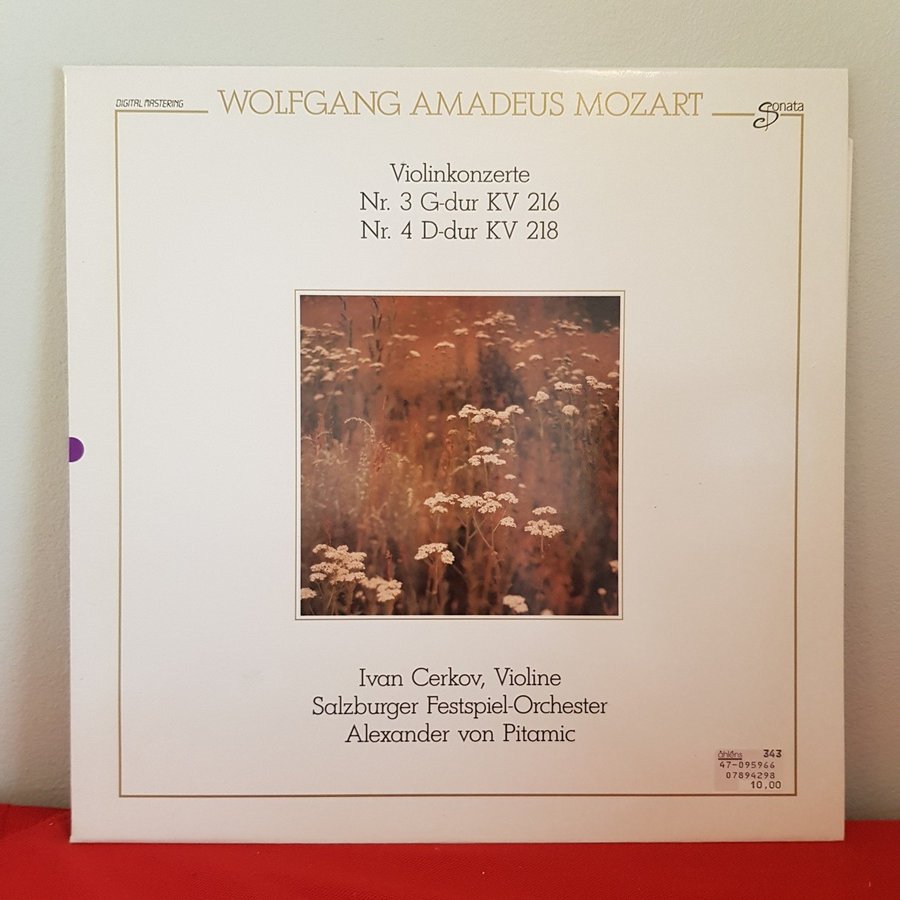 DIGITAL MASTERING
WOLFGANG AMADEUS MOZART
Sonata
Violinkonzerte
Nr. 3 G-dur KV 216
Nr. 4 D-dur KV 218
Ivan Cerkov, Violine
Salzburger Festspiel-Orchester
Alexander von Pitamic
åhléns 343
47-095966
07894298
10,00